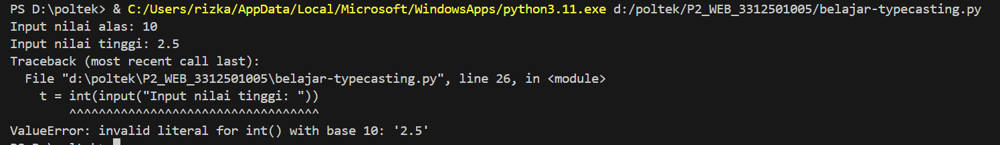 PS D:\poltek> & C:/Users/rizka/AppData/Local/Microsoft/WindowsApps/python3.11.exe d:/poltek/P2_WEB_3312501005/belajar-typecasting.py
Input nilai alas: 10
Input nilai tinggi: 2.5
Traceback (most recent call last):
  File "d:\poltek\P2_WEB_3312501005\belajar-typecasting.py", line 26, in <module>
    t = int(input("Input nilai tinggi: "))
        ^^^^^^^^^^^^^^^^^^^^^^^^^^^^^^^^^^
ValueError: invalid literal for int() with base 10: '2.5'
PS D:\poltek>